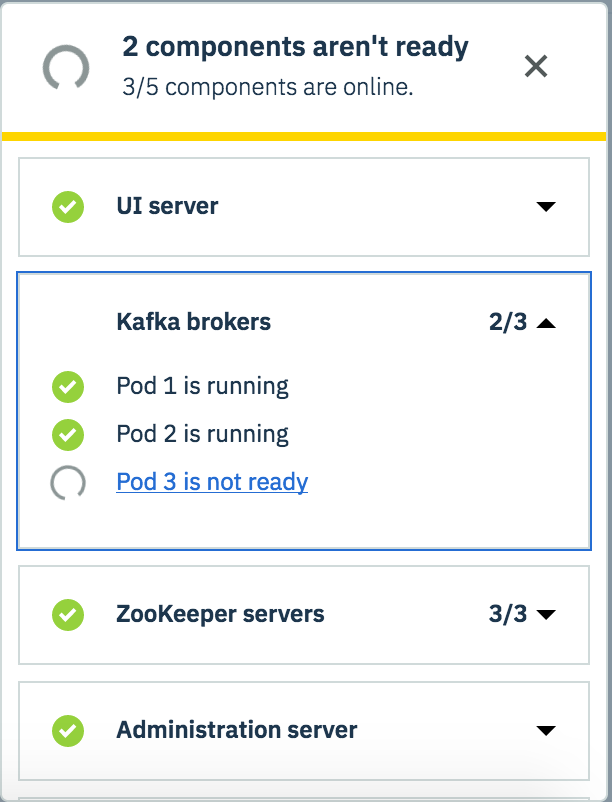 2 components aren't ready
3/5 components are online.
UI server
Kafka brokers 2/3
Pod 1 is running
Pod 2 is running
Pod 3 is not ready
ZooKeeper servers 3/3
Administration server